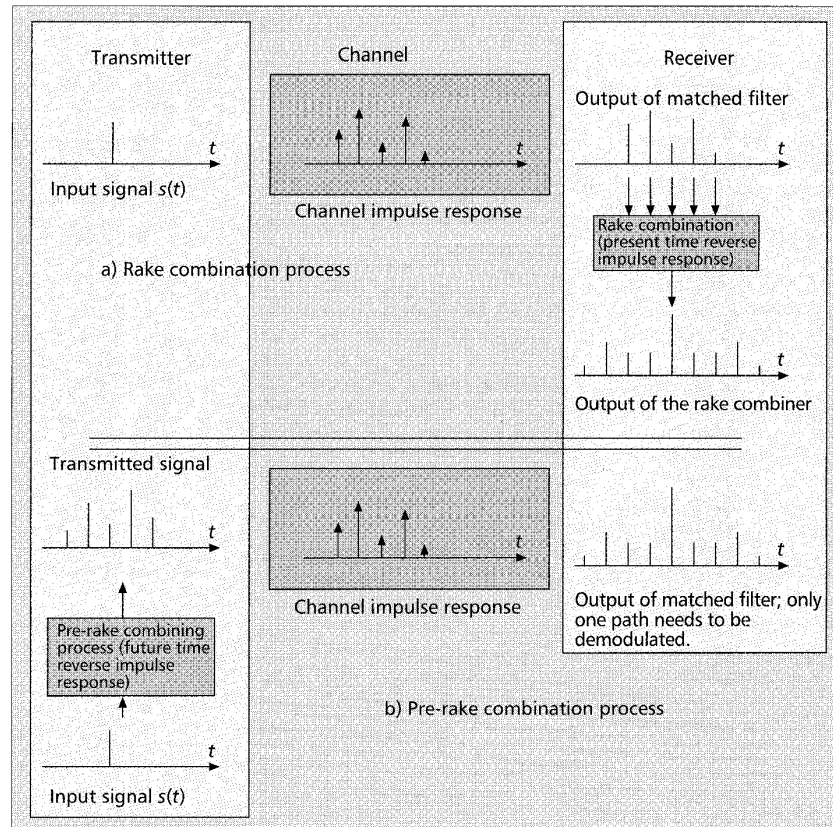 Transmitter
Channel
Receiver
Output of matched filter
t
t
t
Input signal s(t)
Channel impulse response
Rake combination
(present time reverse
impulse response)
a) Rake combination process
t
Output of the rake combiner
Transmitted signal
t
t
t
Channel impulse response
Output of matched filter; only
one path needs to be
demodulated.
Pre-rake combining
process (future time
reverse impulse
response)
b) Pre-rake combination process
t
Input signal s(t)